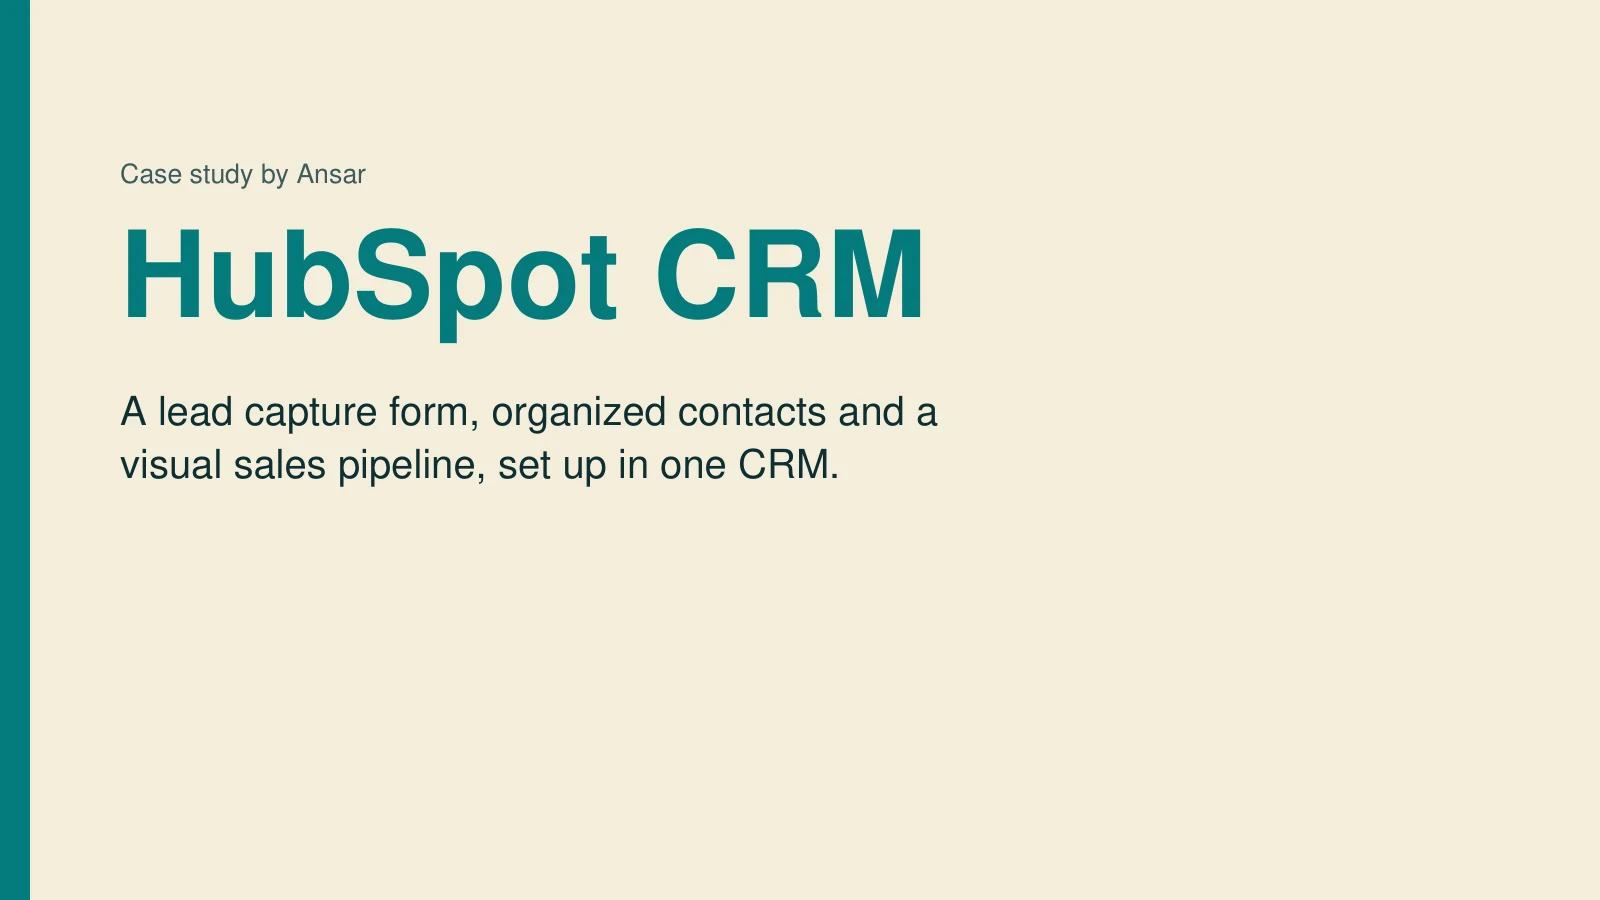 Case study by Ansar
HubSpot CRM
A lead capture form, organized contacts and a
visual sales pipeline, set up in one CRM.